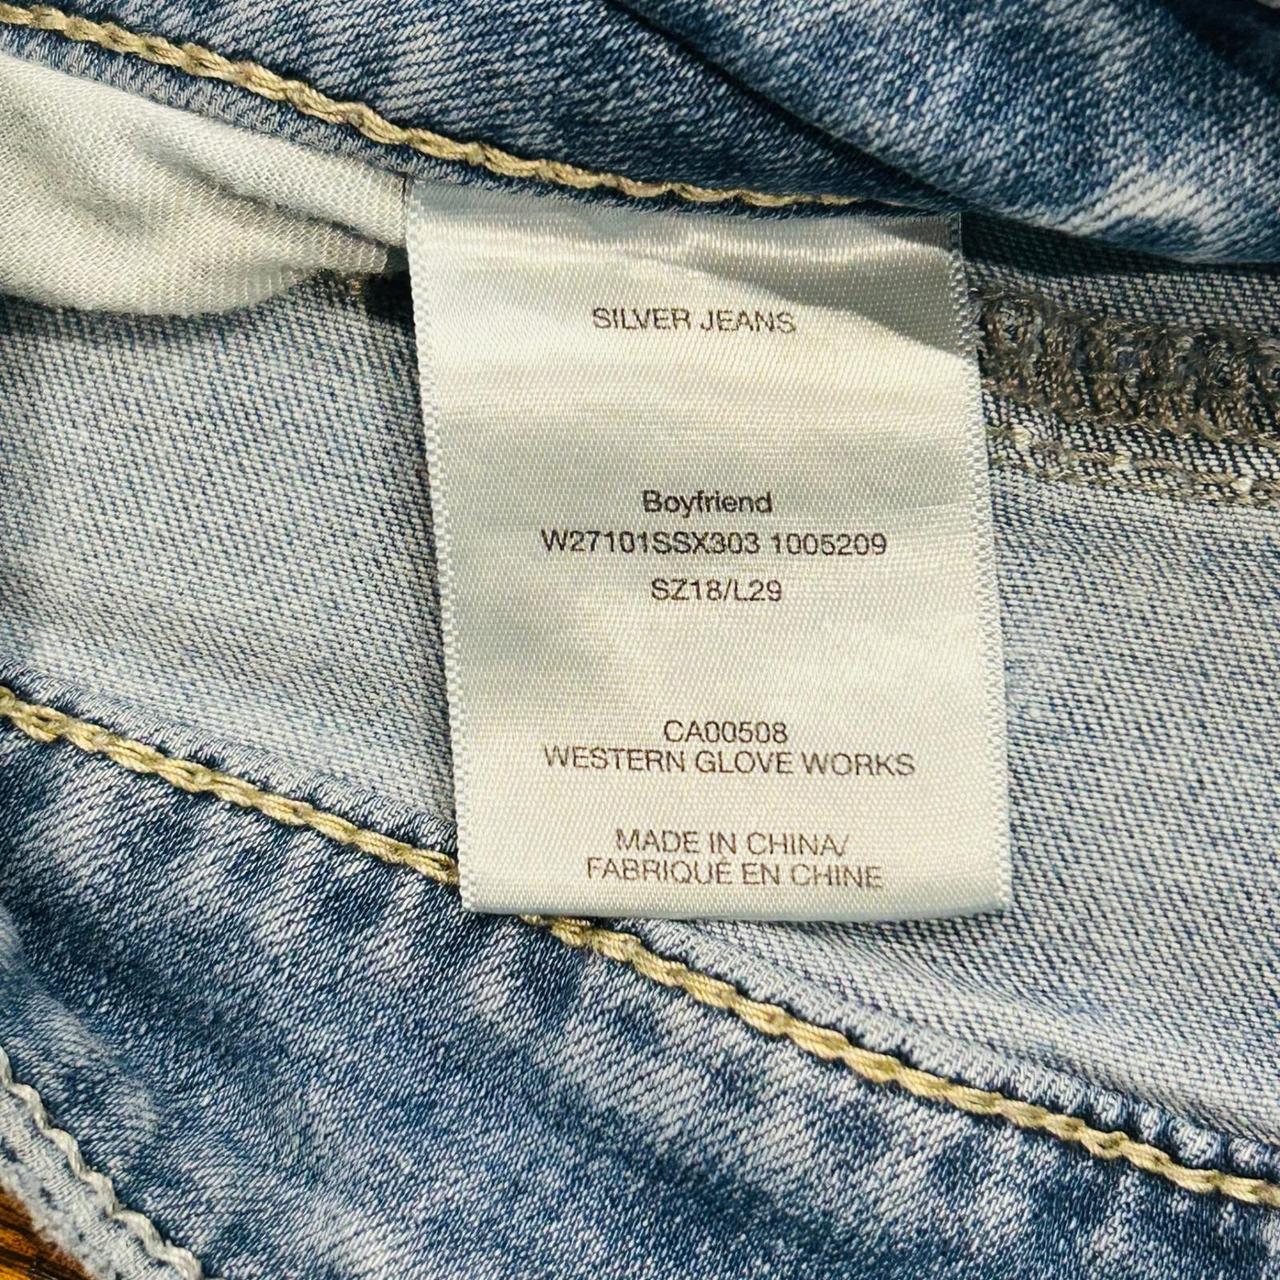 SILVER JEANS
Boyfriend
W27101SSX303 1005209
SZ18/L29
CA00508
WESTERN GLOVE WORKS
MADE IN CHINA/
FABRIQUÉ EN CHINE